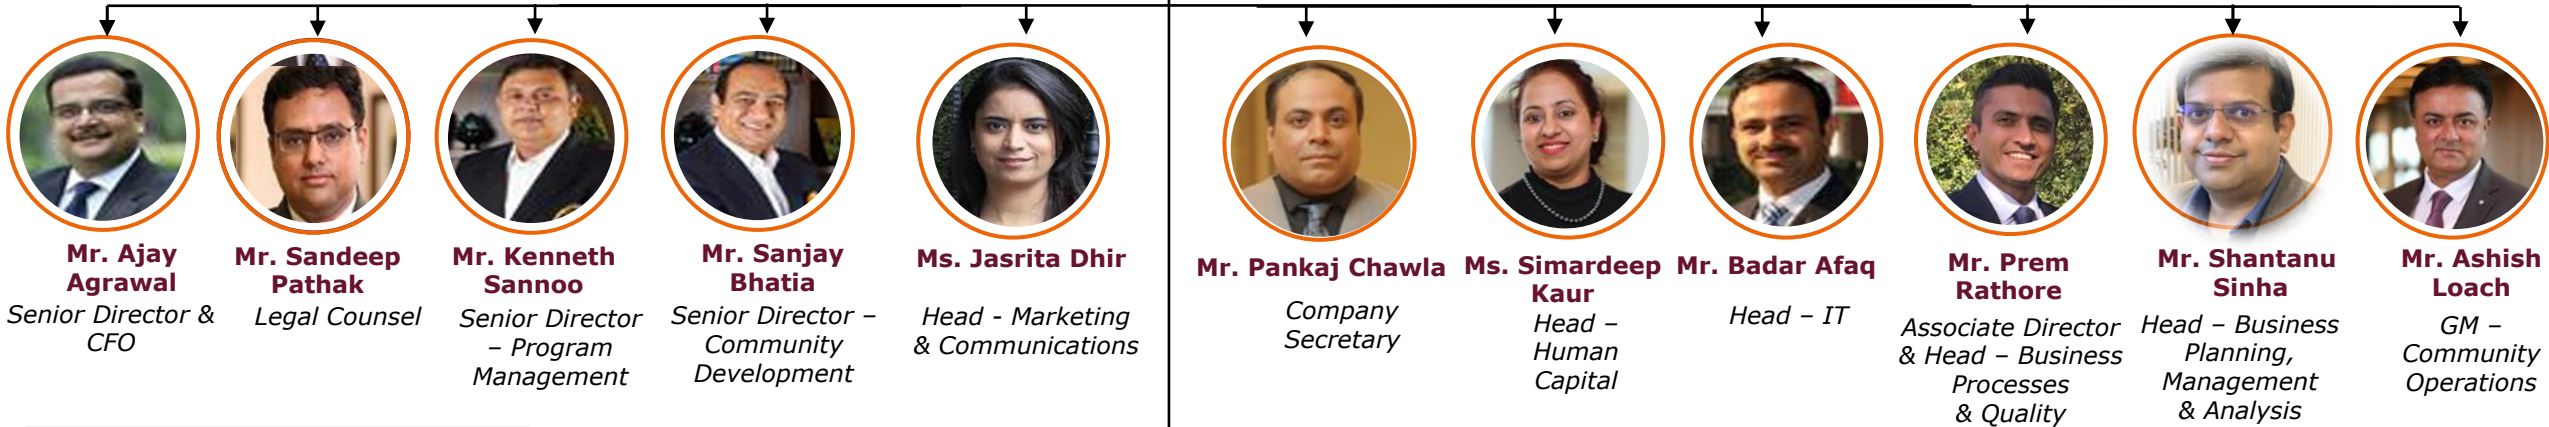 Mr. Ajay
Agrawal
Senior Director &
CFO
Mr. Sandeep
Pathak
Legal Counsel
Mr. Kenneth
Sannoo
Senior Director
– Program
Management
Mr. Sanjay
Bhatia
Senior Director –
Community
Development
Ms. Jasrita Dhir
Head - Marketing
& Communications
Mr. Pankaj Chawla
Company
Secretary
Ms. Simardeep
Kaur
Head –
Human
Capital
Mr. Badar Afaq
Head – IT
Mr. Prem
Rathore
Associate Director
& Head – Business
Processes
& Quality
Mr. Shantanu
Sinha
Head – Business
Planning,
Management
& Analysis
Mr. Ashish
Loach
GM –
Community
Operations